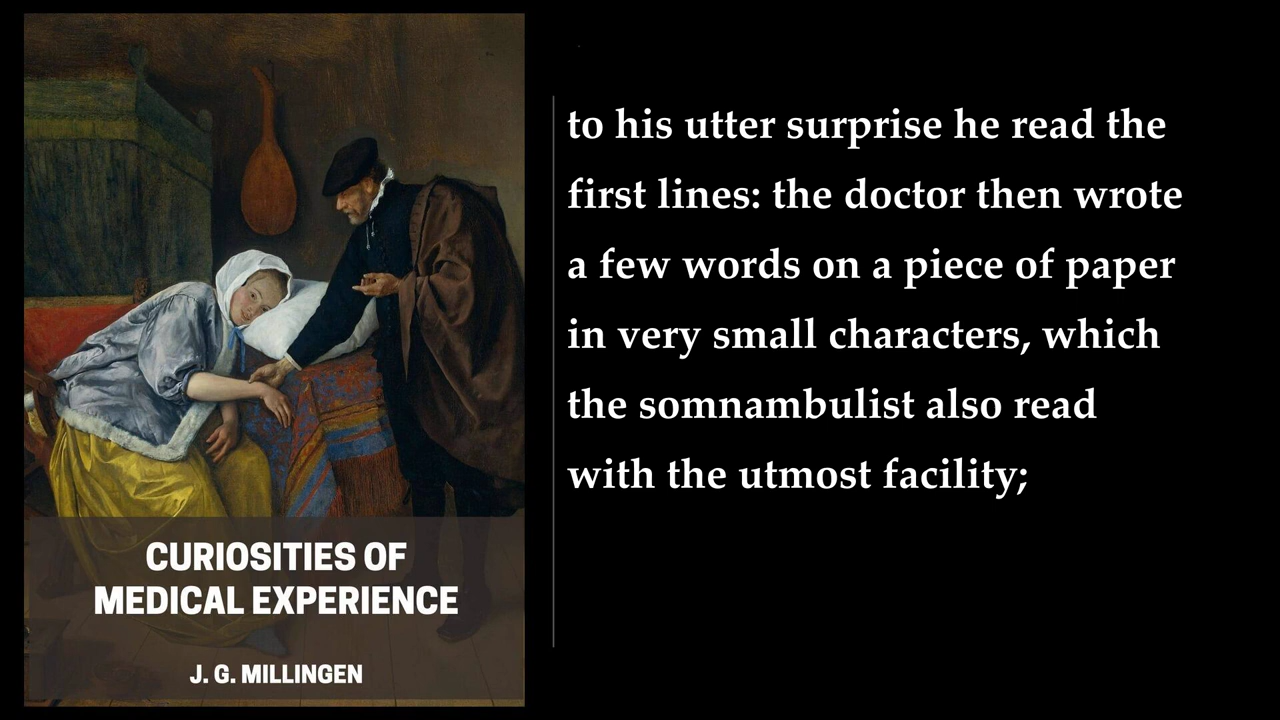 to his utter surprise he read the
first lines: the doctor then wrote
a few words on a piece of paper
in very small characters, which
the somnambulist also read
with the utmost facility;
CURIOSITIES OF
MEDICAL EXPERIENCE
J. G. MILLINGEN